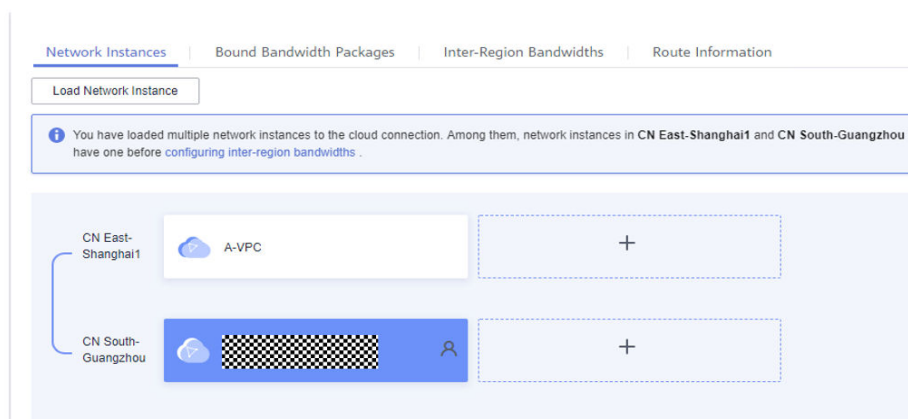 Network Instances Bound Bandwidth Packages Inter-Region Bandwidths Route Information
Load Network Instance
You have loaded multiple network instances to the cloud connection. Among them, network instances in CN East-Shanghai1 and CN South-Guangzhou
have one before configuring inter-region bandwidths .
CN East-
Shanghai1
A-VPC
CN South-
Guangzhou